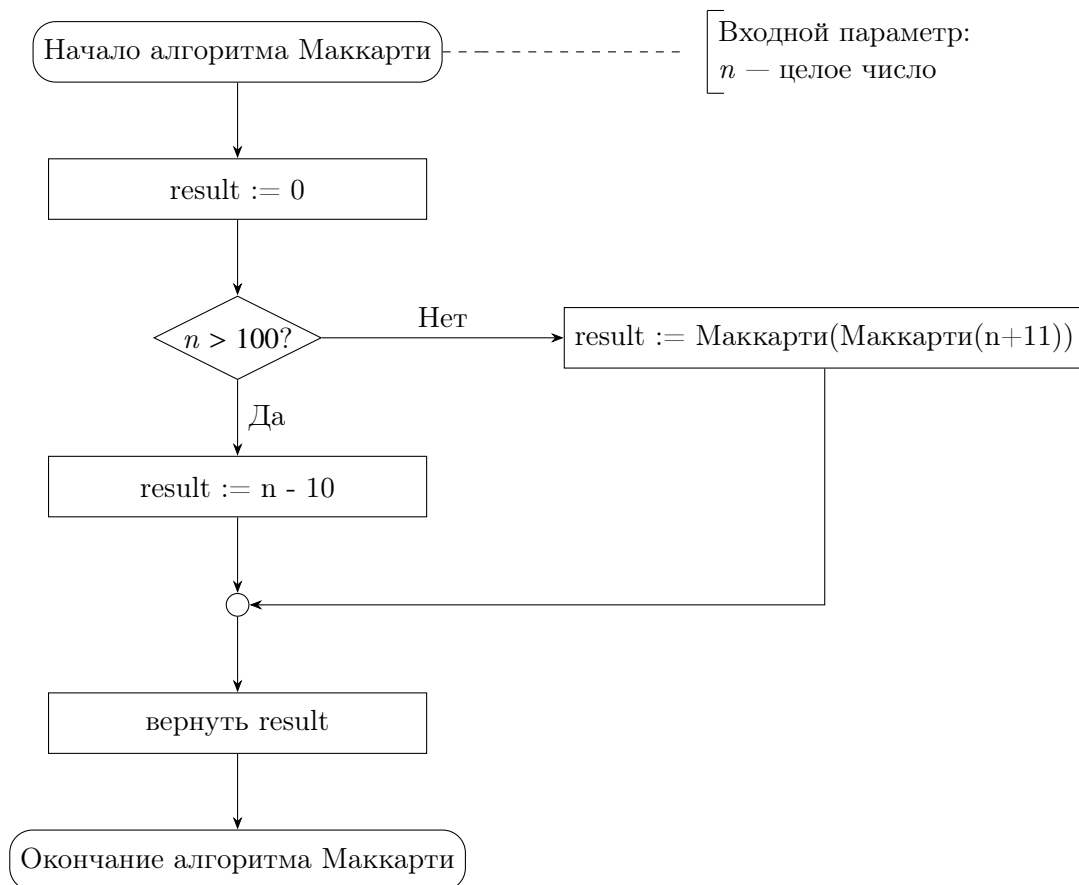 Начало алгоритма Маккарти
Входной параметр:
n — целое число
result := 0
n > 100?
Нет
result := Маккарти(Маккарти(n+11))
Да
result := n - 10
вернуть result
Окончание алгоритма Маккарти